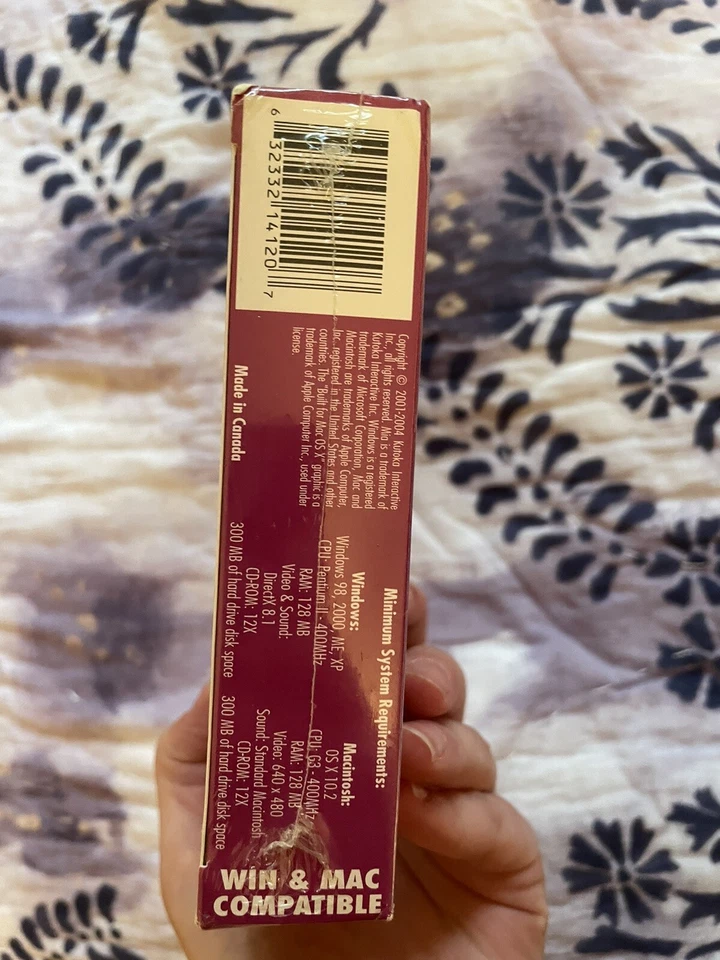 6 32332 14120 7
Copyright © 2001-2004 Kutoka Interactive
Inc., all rights reserved. Mia is a trademark of
Kutoka Interactive Inc. Windows is a registered
trademark of Microsoft Corporation, Mac and
Macintosh are trademarks of Apple Computer,
Inc., registered in the United States and other
countries. The "Built for Mac OS X" graphic is a
trademark of Apple Computer Inc., used under
license.
Made in Canada
Minimum System Requirements:
Windows:
Windows 98, 2000, ME, XP
CPU: Pentium II - 400MHz
RAM: 128 MB
Video & Sound:
DirectX 8.1
CD-ROM: 12X
300 MB of hard drive disk space
Macintosh:
OS X 10.2
CPU: G3 - 400MHz
RAM: 128 MB
Video: 640 x 480
Sound: Standard Macintosh
CD-ROM: 12X
300 MB of hard drive disk space
WIN & MAC
COMPATIBLE